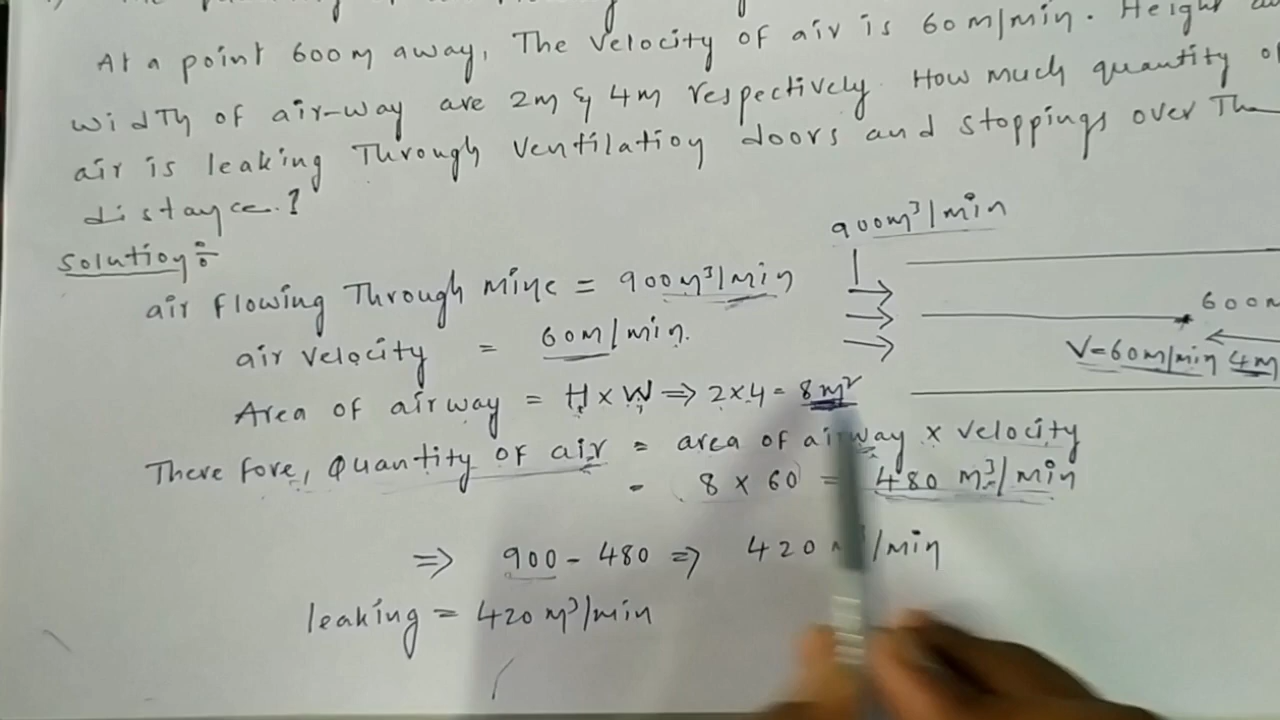 At a point 600m away, The Velocity of air is 60m/min. Height
width of air-way are 2m & 4m respectively. How much quantity of
air is leaking Through Ventilation doors and stoppings over The
distance.?
Solution:
air flowing Through Mine = 900m³/min
air velocity = 60m/min.
Area of airway = H×W ⇒ 2×4 = 8m²
There fore, Quantity of air = area of airway × velocity
= 8 × 60 = 480 m³/min
⇒ 900 - 480 ⇒ 420 m³/min
leaking = 420 m³/min
900m³/min
600m
V=60m/min 4m